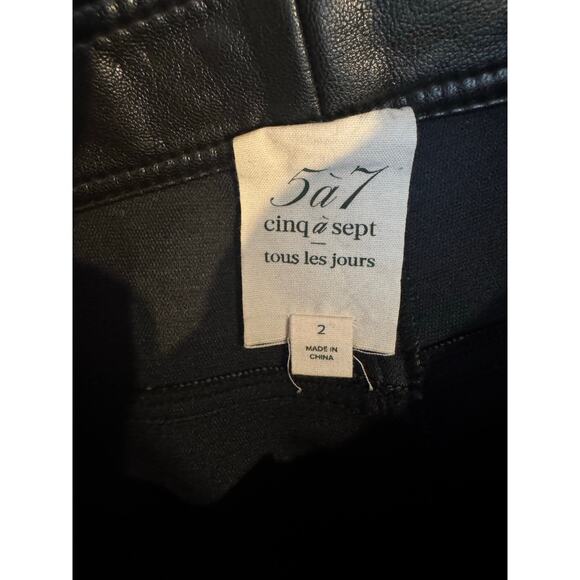 5à7
cinq à sept
tous les jours
2
MADE IN
CHINA